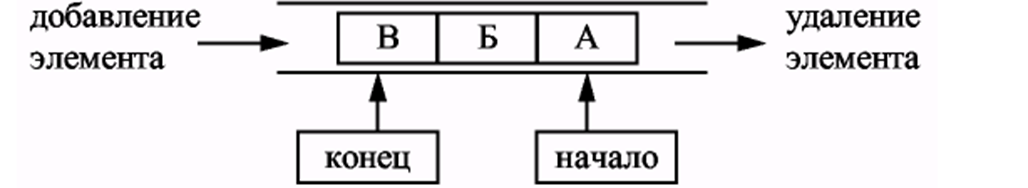 добавление
элемента
В Б А
удаление
элемента
конец
начало